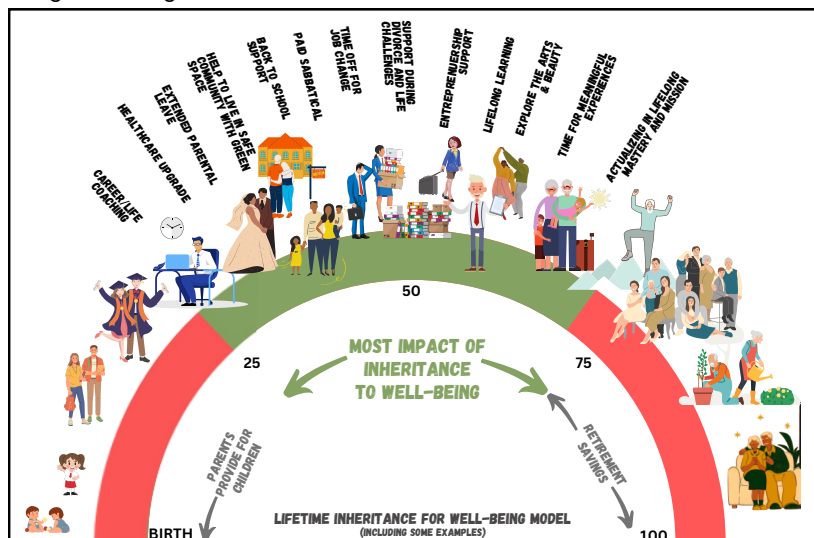 CAREER/LIFE
COACHING
HEALTHCARE UPGRADE
EXTENDED PARENTAL
LEAVE
HELP TO LIVE IN SAFE
COMMUNITY WITH GREEN
SPACE
BACK TO SCHOOL
SUPPORT
PAID SABBATICAL
TIME OFF FOR
JOB CHANGE
SUPPORT DURING
DIVORCE AND LIFE
CHALLENGES
ENTREPRENUERSHIP
SUPPORT
LIFELONG LEARNING
EXPLORE THE ARTS
& BEAUTY
TIME FOR MEANINGFUL
EXPERIENCES
ACTUALIZING IN LIFELONG
MASTERY AND MISSION
50
25
75
MOST IMPACT OF
INHERITANCE
TO WELL-BEING
PARENTS
PROVIDE FOR
CHILDREN
RETIREMENT
SAVINGS
LIFETIME INHERITANCE FOR WELL-BEING MODEL
(INCLUDING SOME EXAMPLES)
BIRTH
100